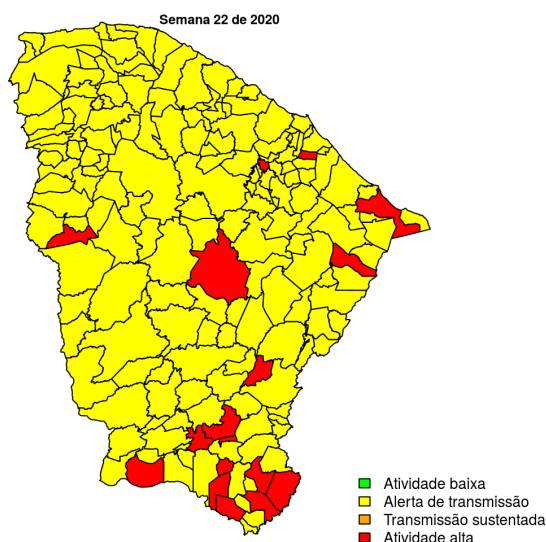 Semana 22 de 2020
Atividade baixa
Alerta de transmissão
Transmissão sustentada
Atividade alta